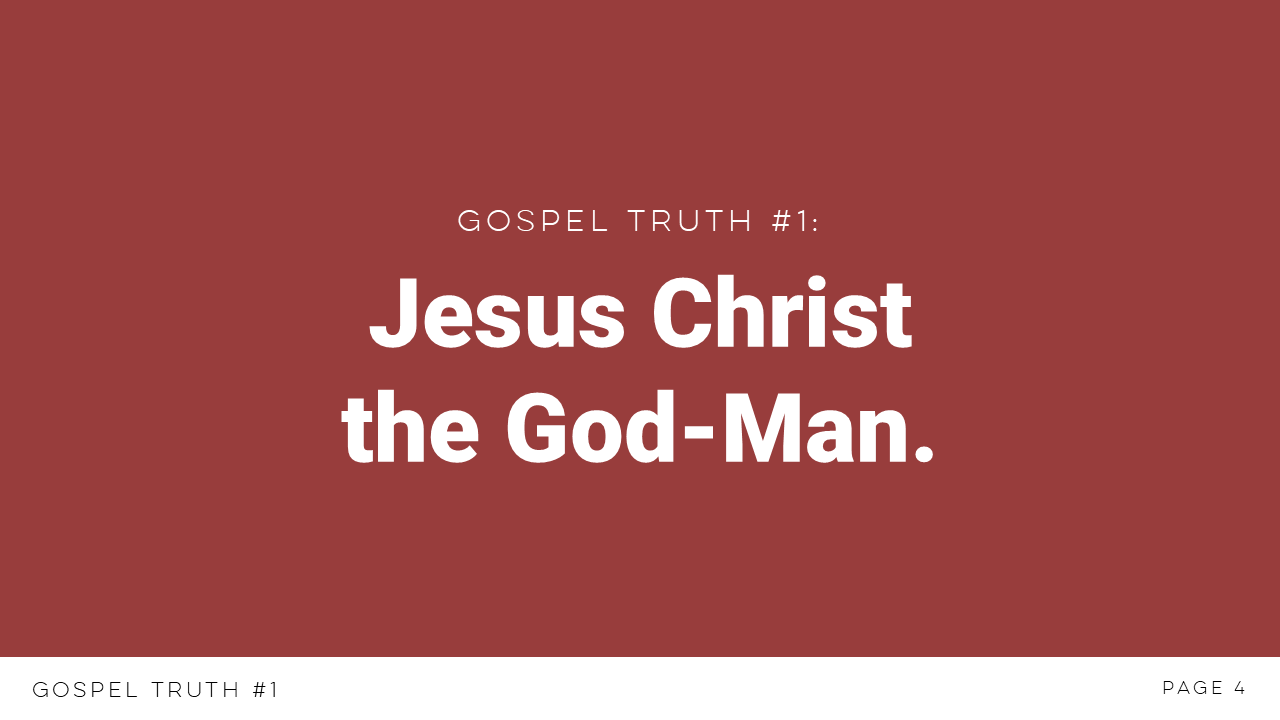 GOSPEL TRUTH #1:
Jesus Christ
the God-Man.
GOSPEL TRUTH #1
PAGE 4